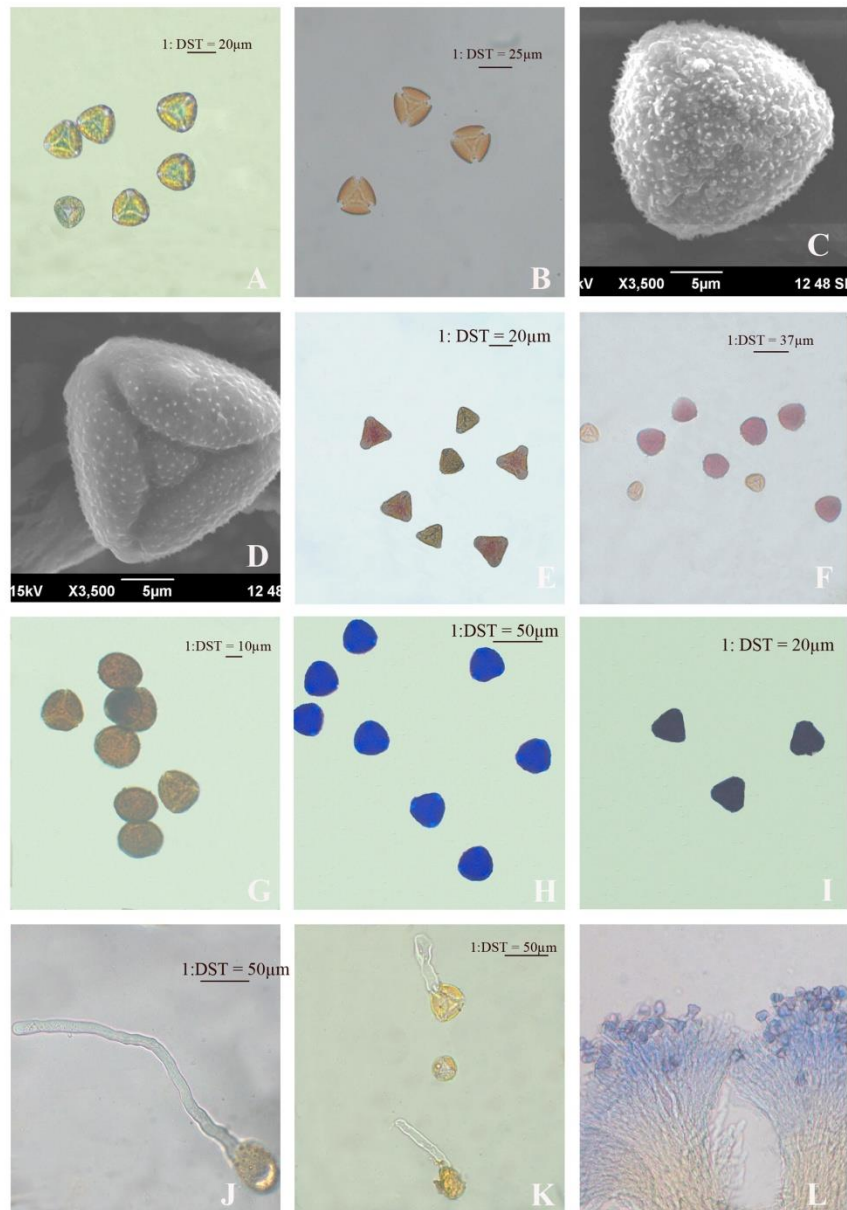 1: DST = 20µm
A
1: DST = 25µm
B
C
kV X3,500 5µm 12 48 SE
D
15kV X3,500 5µm 12 48
1: DST = 20µm
E
1:DST = 37µm
F
1:DST = 10µm
G
1:DST = 50µm
H
1: DST = 20µm
I
1:DST = 50µm
J
1:DST = 50µm
K
L